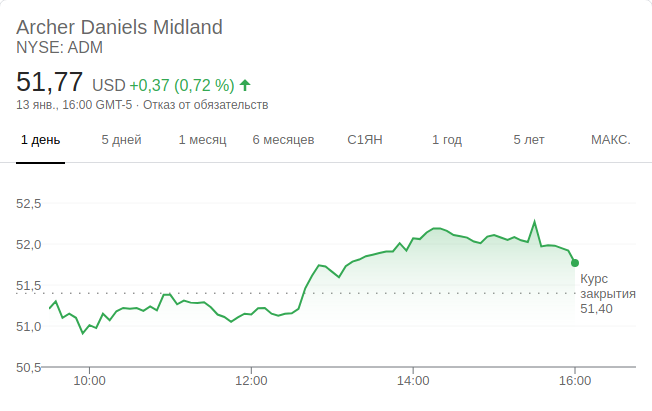 Archer Daniels Midland
NYSE: ADM
51,77 USD +0,37 (0,72 %) ↑
13 янв., 16:00 GMT-5 · Отказ от обязательств
1 день 5 дней 1 месяц 6 месяцев С1ЯН 1 год 5 лет МАКС.
52,5
52,0
51,5
51,0
50,5
Курс
закрытия
51,40
10:00 12:00 14:00 16:00